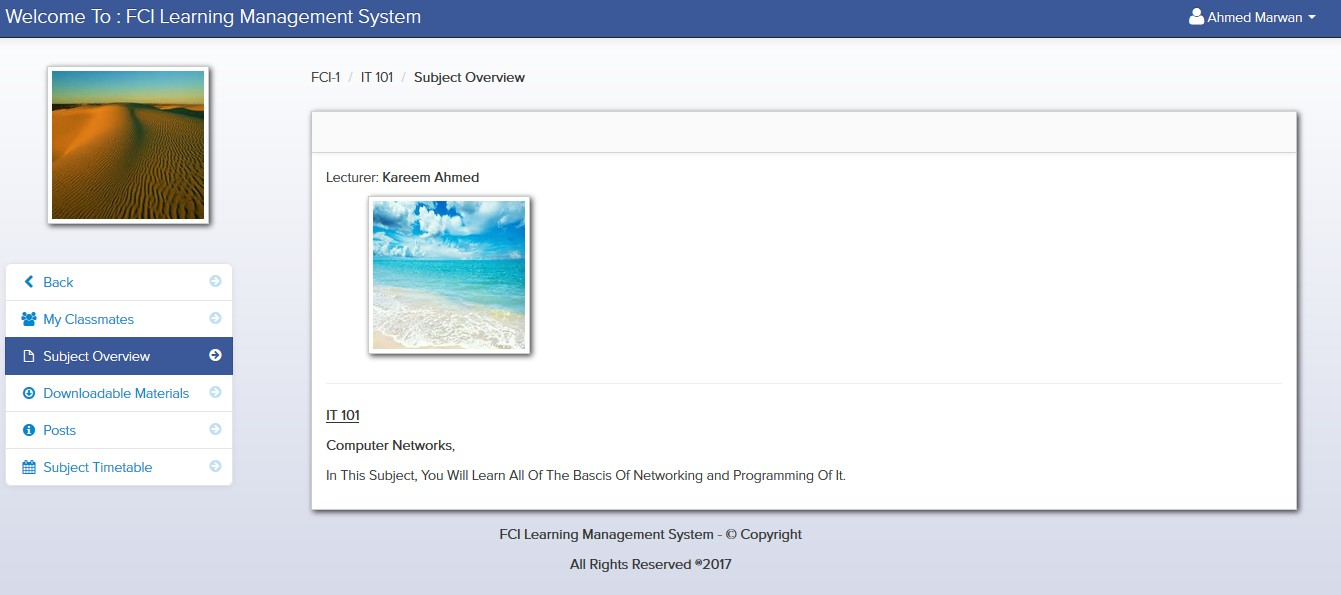 Welcome To : FCI Learning Management System
Ahmed Marwan
FCI-1 / IT 101 / Subject Overview
Lecturer: Kareem Ahmed
Back
My Classmates
Subject Overview
Downloadable Materials
Posts
Subject Timetable
IT 101
Computer Networks,
In This Subject, You Will Learn All Of The Bascis Of Networking and Programming Of It.
FCI Learning Management System - © Copyright
All Rights Reserved ®2017